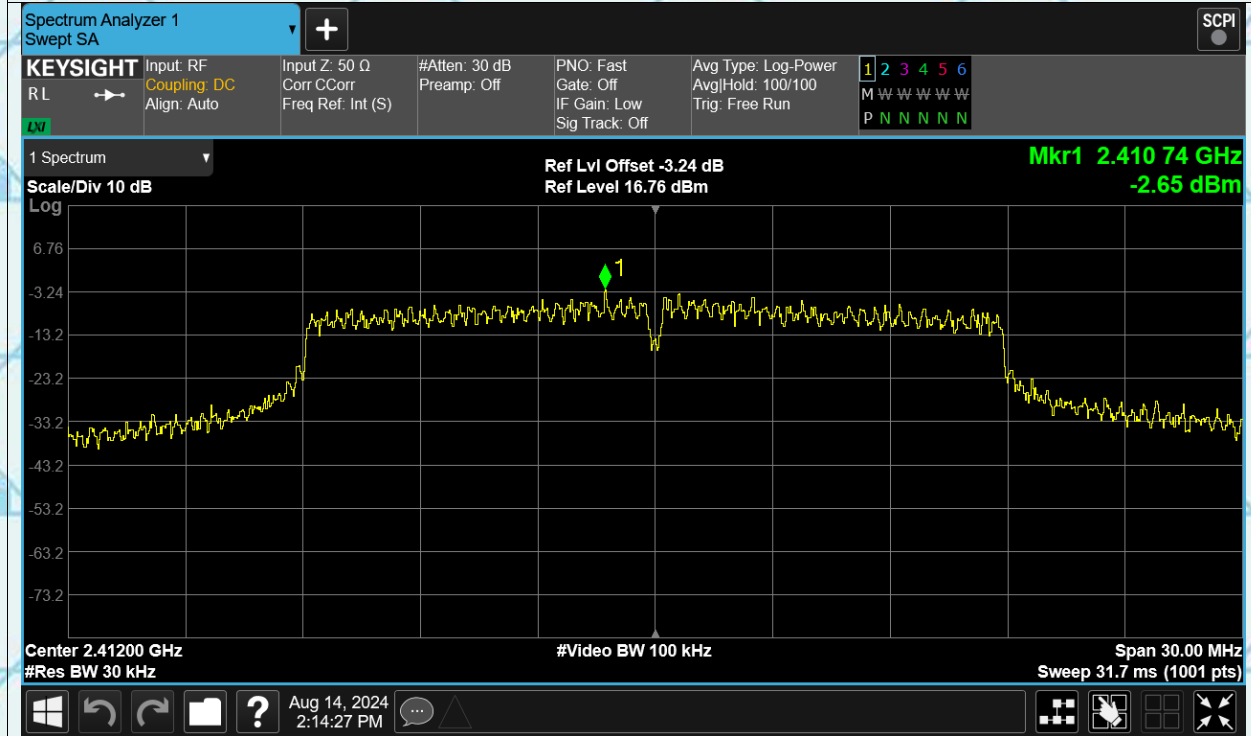 Spectrum Analyzer 1
Swept SA
SCPI
KEYSIGHT
RL
LXI
Input: RF
Coupling: DC
Align: Auto
Input Z: 50 Ω
Corr CCorr
Freq Ref: Int (S)
#Atten: 30 dB
Preamp: Off
PNO: Fast
Gate: Off
IF Gain: Low
Sig Track: Off
Avg Type: Log-Power
Avg|Hold: 100/100
Trig: Free Run
1 2 3 4 5 6
M W W W W W
P N N N N N
1 Spectrum
Scale/Div 10 dB
Ref Lvl Offset -3.24 dB
Ref Level 16.76 dBm
Mkr1 2.410 74 GHz
-2.65 dBm
Log
6.76
-3.24
-13.2
-23.2
-33.2
-43.2
-53.2
-63.2
-73.2
1
Center 2.41200 GHz
#Res BW 30 kHz
#Video BW 100 kHz
Span 30.00 MHz
Sweep 31.7 ms (1001 pts)
?
Aug 14, 2024
2:14:27 PM